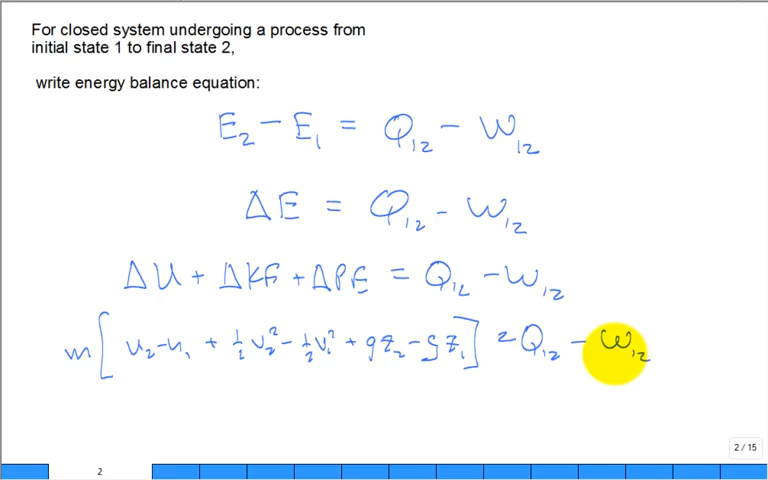 For closed system undergoing a process from
initial state 1 to final state 2,
write energy balance equation:
E₂ − E₁ = Q₁₂ − W₁₂
ΔE = Q₁₂ − W₁₂
ΔU + ΔKE + ΔPE = Q₁₂ − W₁₂
m[u₂ − u₁ + ½v₂² − ½v₁² + gz₂ − gz₁] = Q₁₂ − W₁₂
2 / 15
2